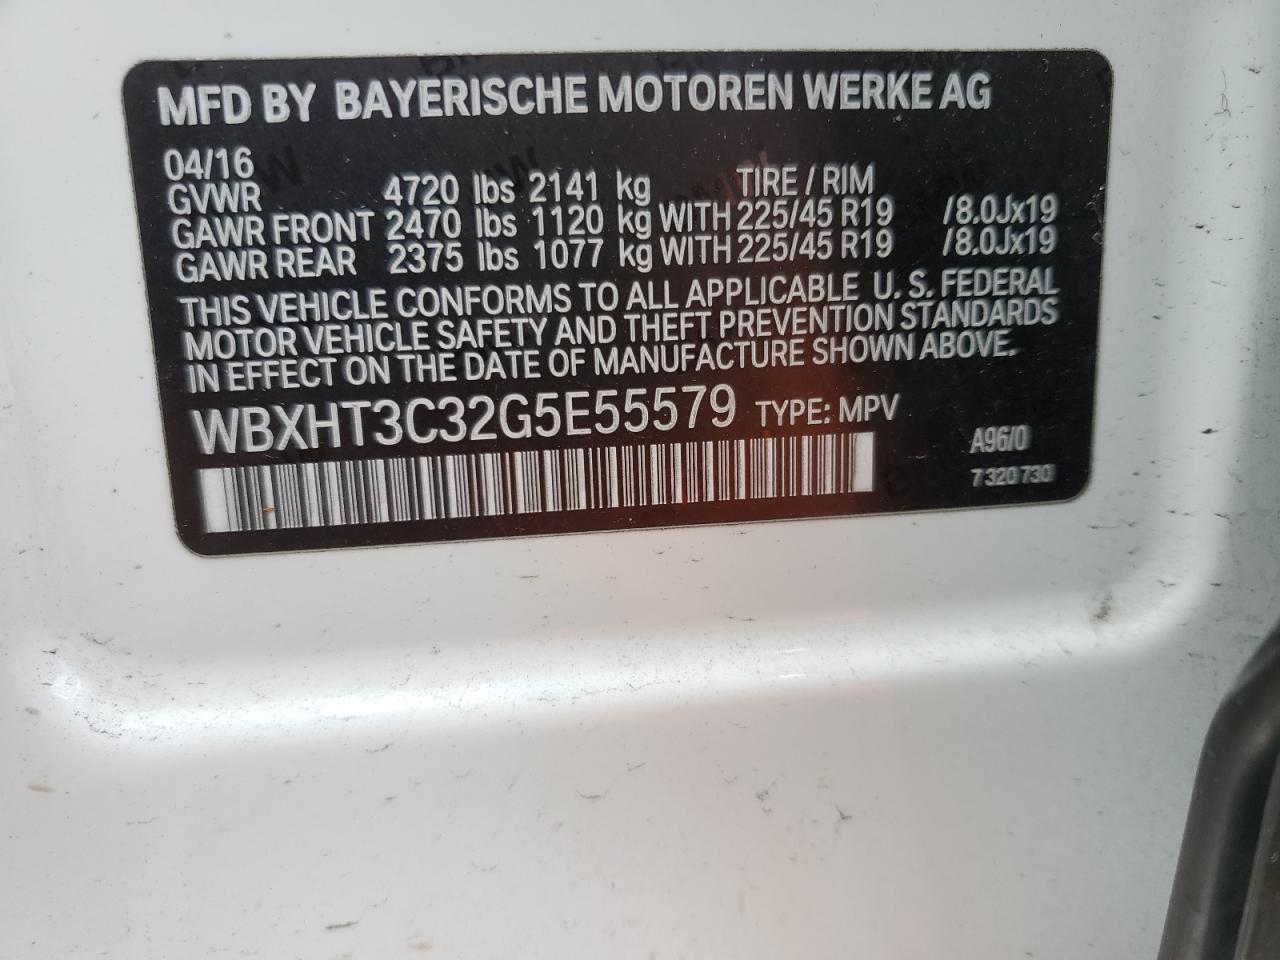 MFD BY BAYERISCHE MOTOREN WERKE AG
04/16
GVWR 4720 lbs 2141 kg TIRE / RIM
GAWR FRONT 2470 lbs 1120 kg WITH 225/45 R19 /8.0Jx19
GAWR REAR 2375 lbs 1077 kg WITH 225/45 R19 /8.0Jx19
THIS VEHICLE CONFORMS TO ALL APPLICABLE U. S. FEDERAL
MOTOR VEHICLE SAFETY AND THEFT PREVENTION STANDARDS
IN EFFECT ON THE DATE OF MANUFACTURE SHOWN ABOVE.
WBXHT3C32G5E55579 TYPE: MPV
A96/0
7 320 730